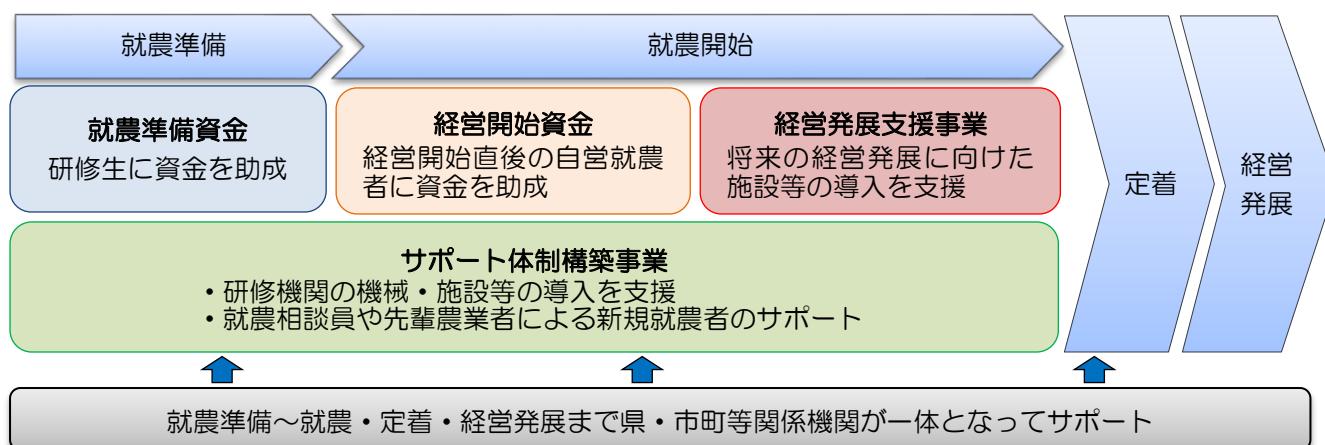 就農準備
就農開始
就農準備資金
研修生に資金を助成
経営開始資金
経営開始直後の自営就農
者に資金を助成
経営発展支援事業
将来の経営発展に向けた
施設等の導入を支援
定着
経営
発展
サポート体制構築事業
・研修機関の機械・施設等の導入を支援
・就農相談員や先輩農業者による新規就農者のサポート
就農準備～就農・定着・経営発展まで県・市町等関係機関が一体となってサポート